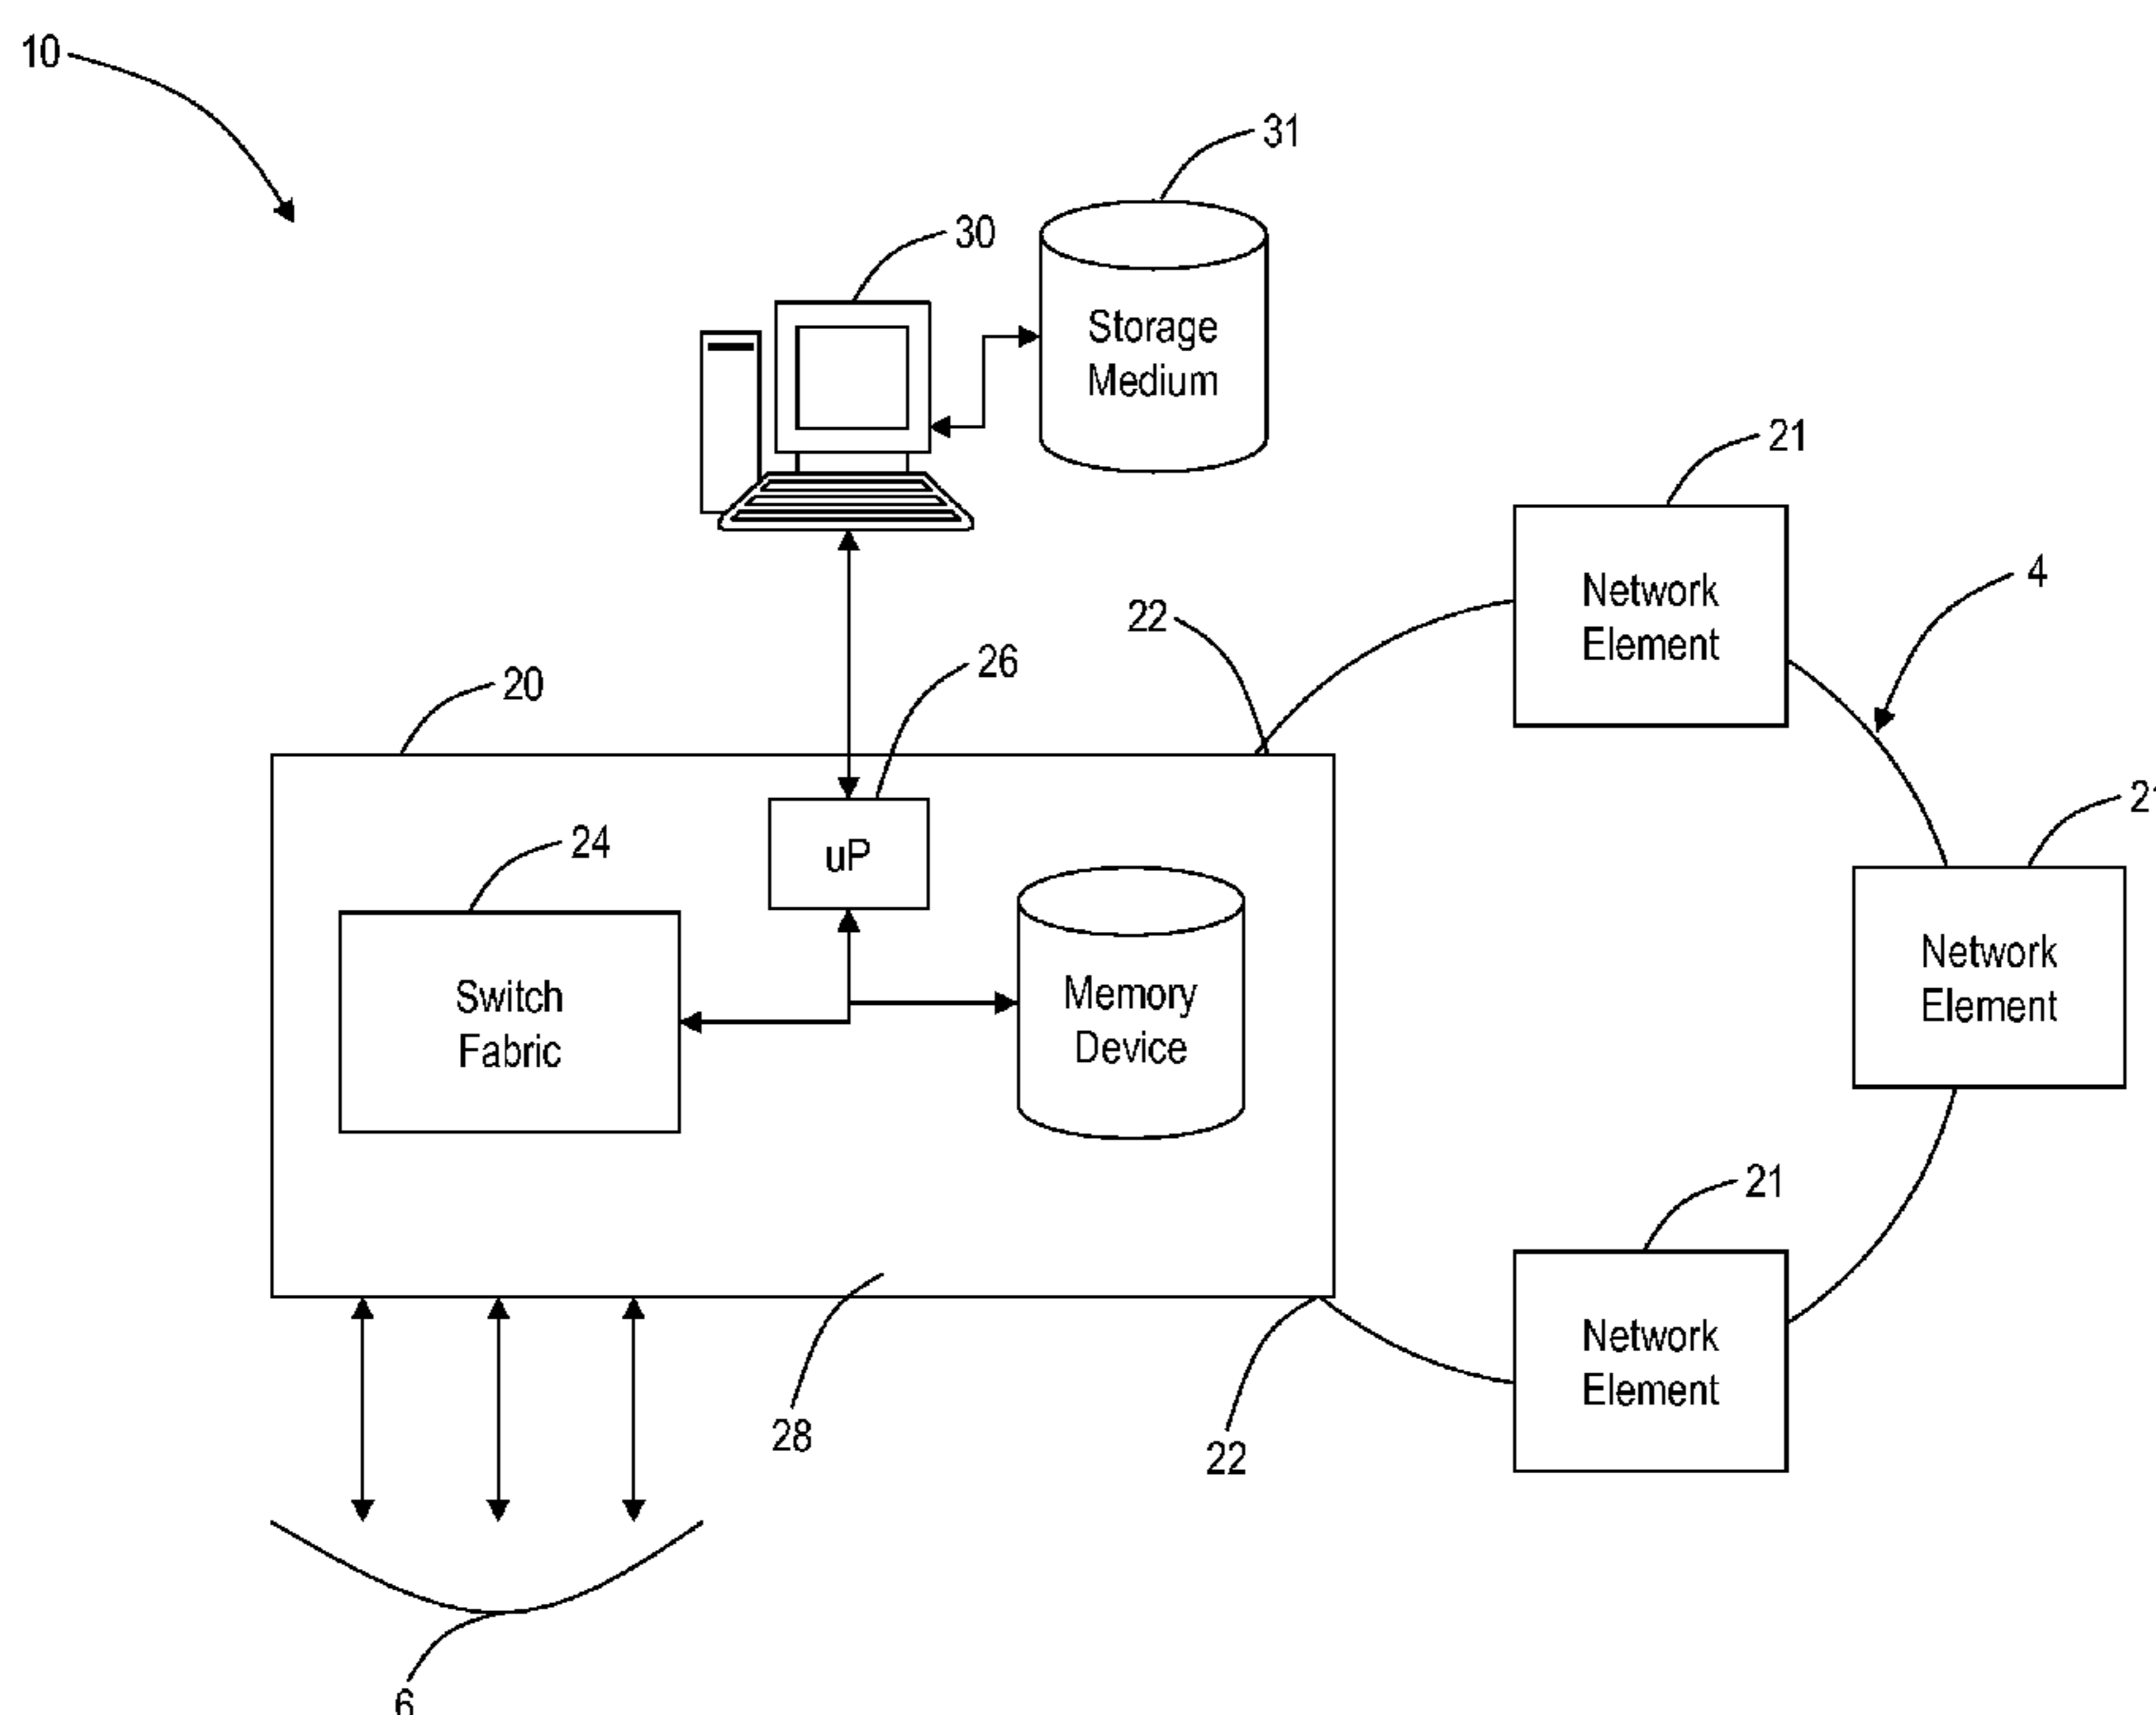 10
31
30
Storage
Medium
21
Network
Element
4
22
26
20
Network
Element
24
uP
Switch
Fabric
Memory
Device
21
Network
Element
28
22
6